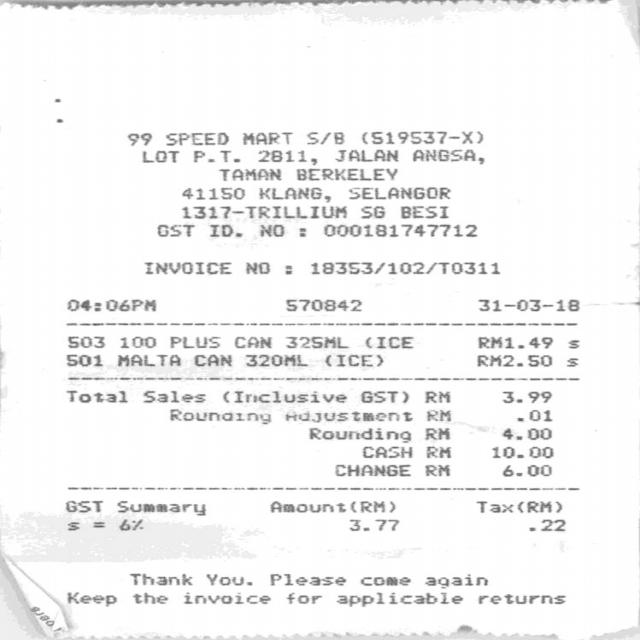 99 SPEED MART S/B (519537-X)
LOT P.T. 2811, JALAN ANGSA,
TAMAN BERKELEY
41150 KLANG, SELANGOR
1317-TRILLIUM SG BESI
GST ID. NO : 000181747712
INVOICE NO : 18353/102/T0311
04:06PM 570842 31-03-18
503 100 PLUS CAN 325ML (ICE RM1.49 s
501 MALTA CAN 320ML (ICE) RM2.50 s
Total Sales (Inclusive GST) RM 3.99
Rounding Adjustment RM .01
Rounding RM 4.00
CASH RM 10.00
CHANGE RM 6.00
GST Summary Amount(RM) Tax(RM)
s = 6% 3.77 .22
Thank You. Please come again
Keep the invoice for applicable returns